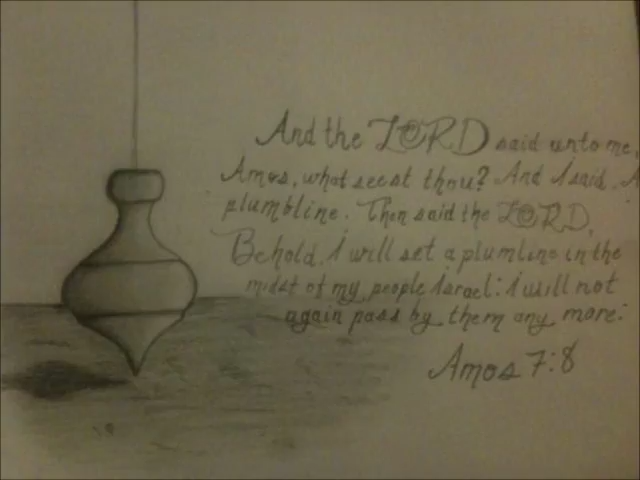 And the LORD said unto me,
Amos, what seest thou? And I said, A
plumbline. Then said the LORD,
Behold, I will set a plumline in the
midst of my people Israel: I will not
again pass by them any more:
Amos 7:8